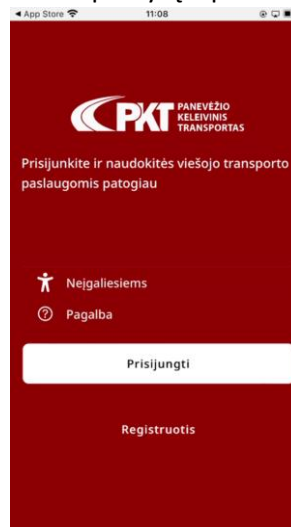 App Store
11:08
PKT
PANEVĖŽIO
KELEIVINIS
TRANSPORTAS
Prisijunkite ir naudokitės viešojo transporto
paslaugomis patogiau
Neįgaliesiems
Pagalba
Prisijungti
Registruotis